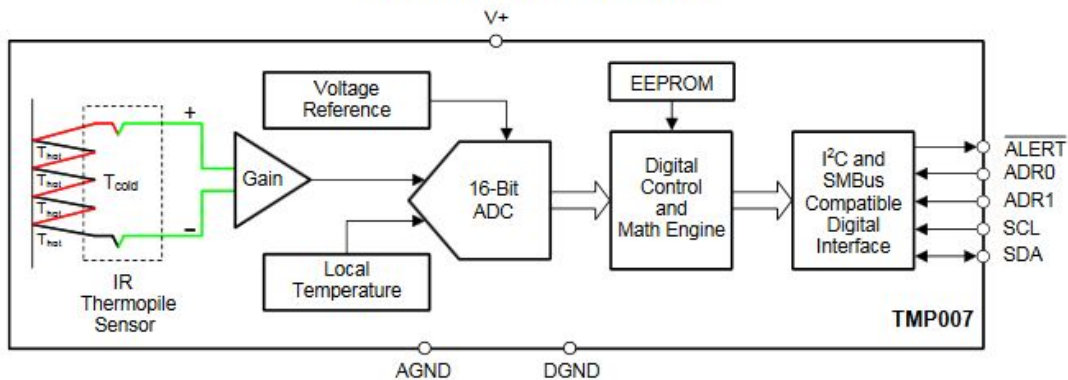 V+
Voltage
Reference
EEPROM
+
Thot
Thot
Thot
Thot
Tcold
–
Gain
16-Bit
ADC
Digital
Control
and
Math Engine
I²C and
SMBus
Compatible
Digital
Interface
ALERT
ADR0
ADR1
SCL
SDA
Local
Temperature
IR
Thermopile
Sensor
TMP007
AGND
DGND